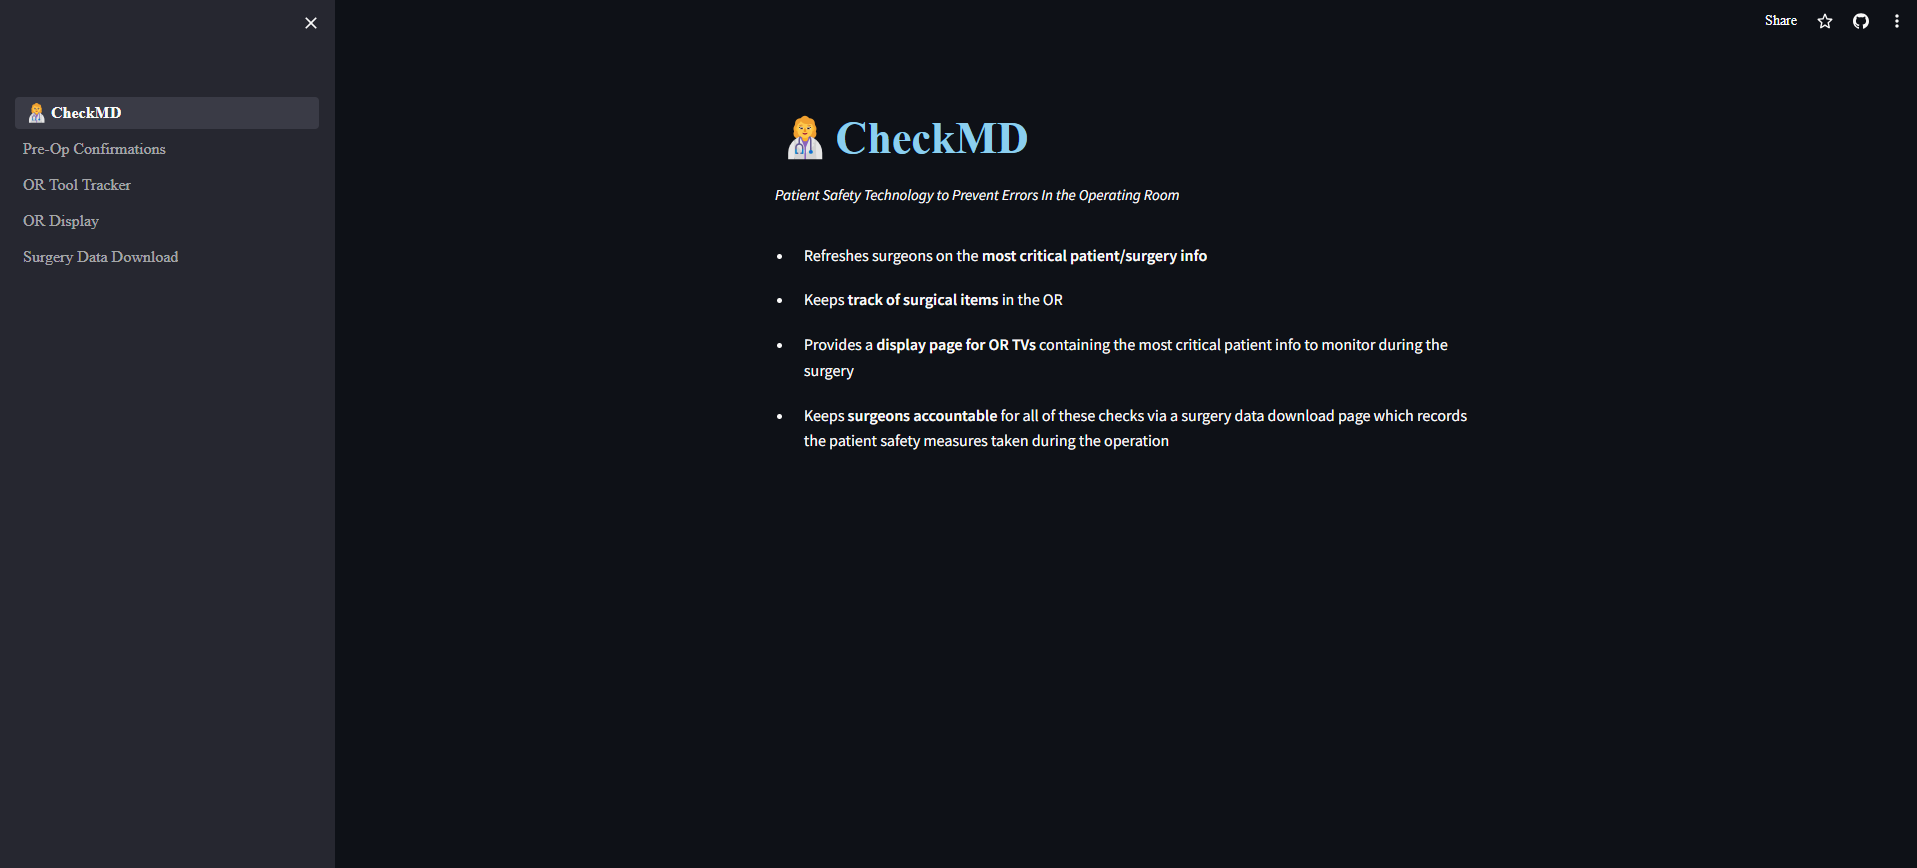 CheckMD
Pre-Op Confirmations
OR Tool Tracker
OR Display
Surgery Data Download
Share
CheckMD
Patient Safety Technology to Prevent Errors In the Operating Room
Refreshes surgeons on the most critical patient/surgery info
Keeps track of surgical items in the OR
Provides a display page for OR TVs containing the most critical patient info to monitor during the
surgery
Keeps surgeons accountable for all of these checks via a surgery data download page which records
the patient safety measures taken during the operation